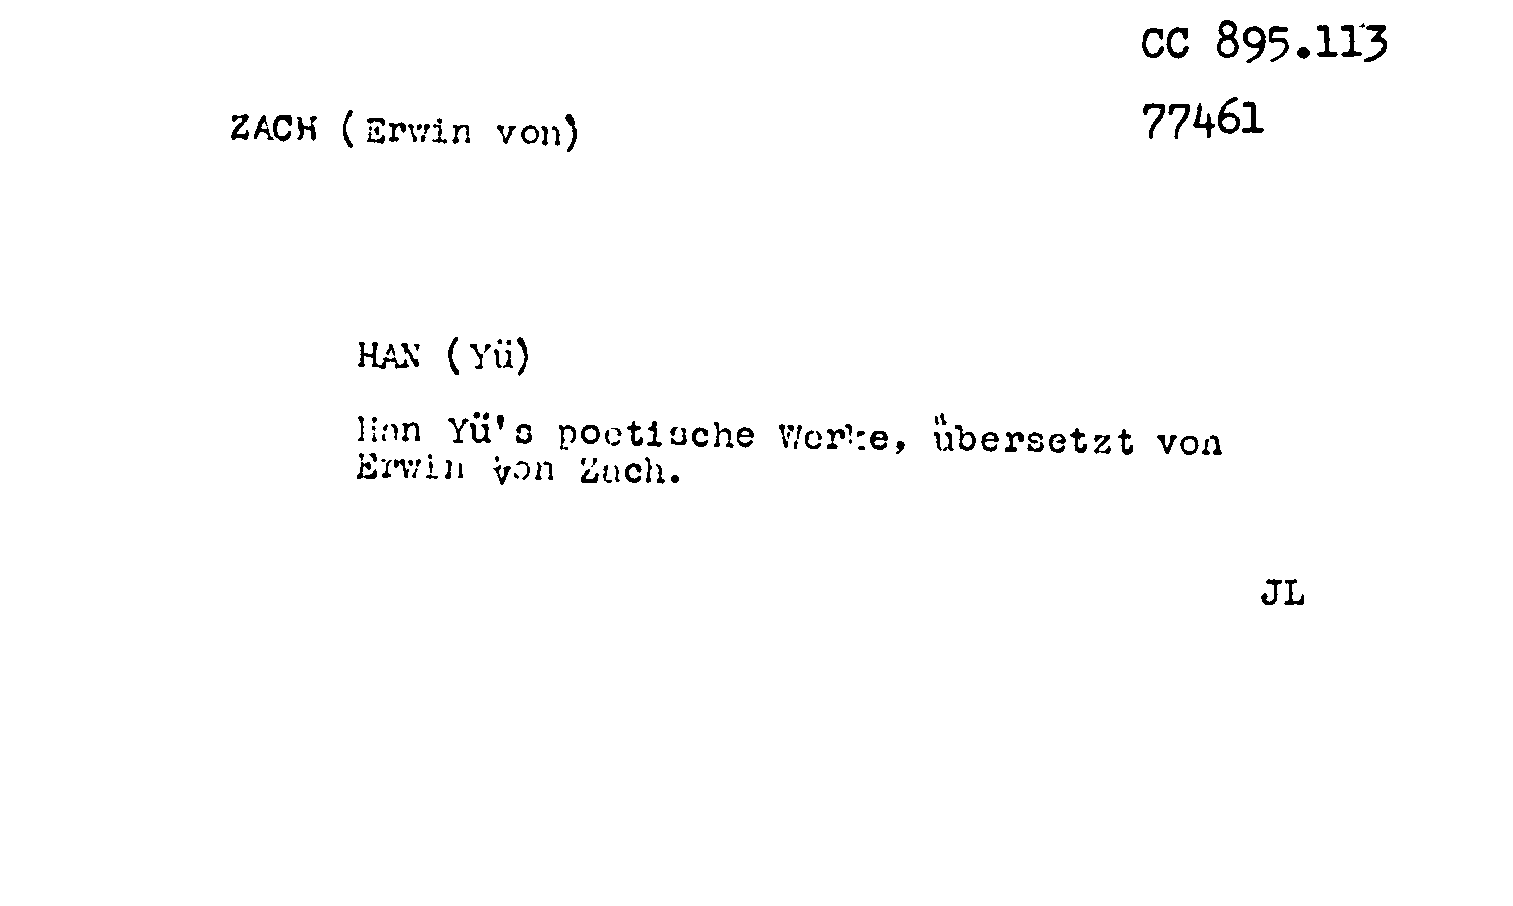 CC 895.113
ZACH (Erwin von)
77461
HAN (Yü)
Han Yü's poetische Werke, übersetzt von
Erwin von Zach.
JL